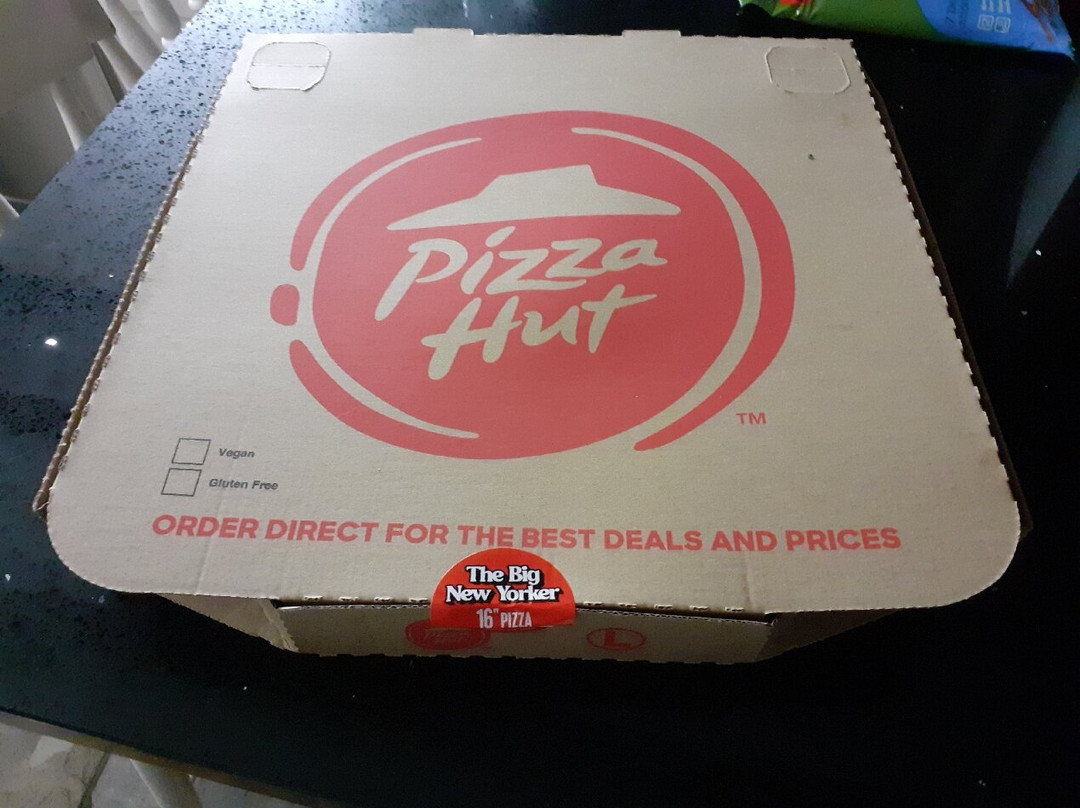 Pizza
Hut
TM
Vegan
Gluten Free
ORDER DIRECT FOR THE BEST DEALS AND PRICES
The Big
New Yorker
16" PIZZA
L